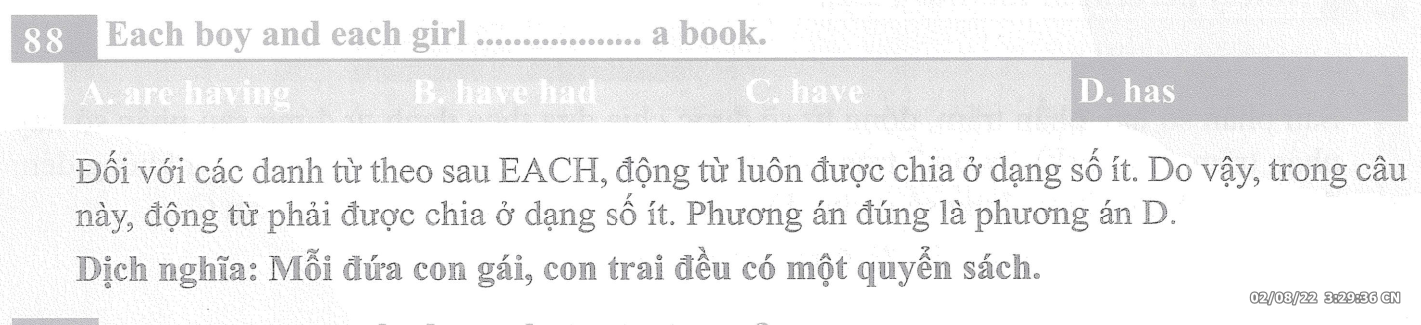 88 Each boy and each girl .................. a book.
A. are having B. have had C. have D. has
Đối với các danh từ theo sau EACH, động từ luôn được chia ở dạng số ít. Do vậy, trong câu
này, động từ phải được chia ở dạng số ít. Phương án đúng là phương án D.
Dịch nghĩa: Mỗi đứa con gái, con trai đều có một quyển sách.
02/08/22 3:29:36 CN